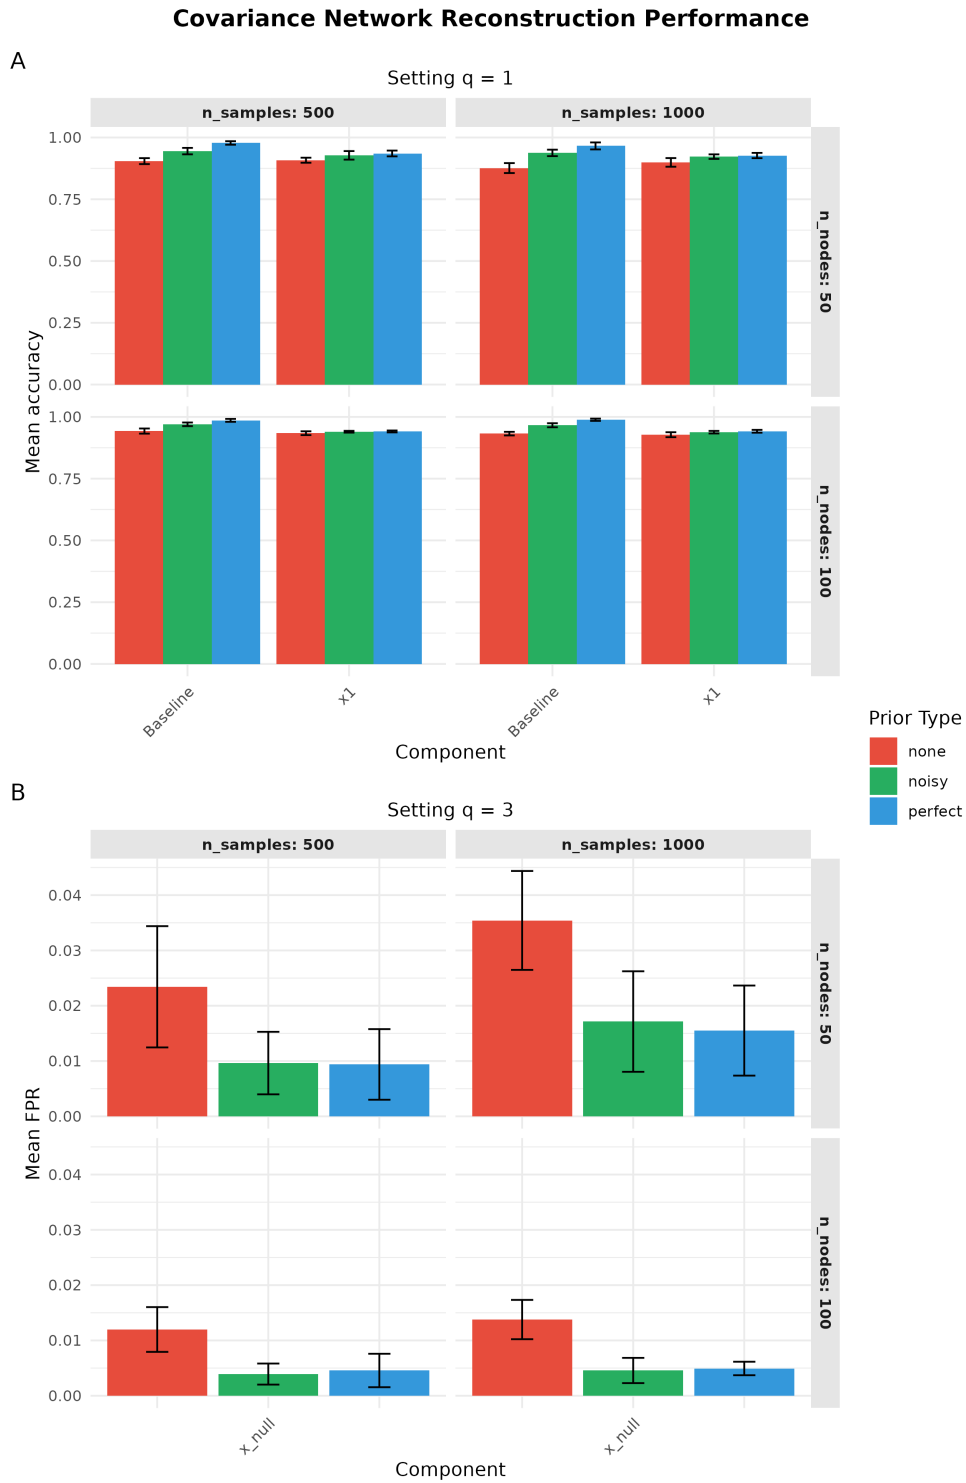 Covariance Network Reconstruction Performance
A
Setting q = 1
n_samples: 500
n_samples: 1000
Mean accuracy
1.00
0.75
0.50
0.25
0.00
n_nodes: 50
1.00
0.75
0.50
0.25
0.00
n_nodes: 100
Baseline
x1
Baseline
x1
Component
Prior Type
none
noisy
perfect
B
Setting q = 3
n_samples: 500
n_samples: 1000
Mean FPR
0.04
0.03
0.02
0.01
0.00
n_nodes: 50
0.04
0.03
0.02
0.01
0.00
n_nodes: 100
x_null
x_null
Component